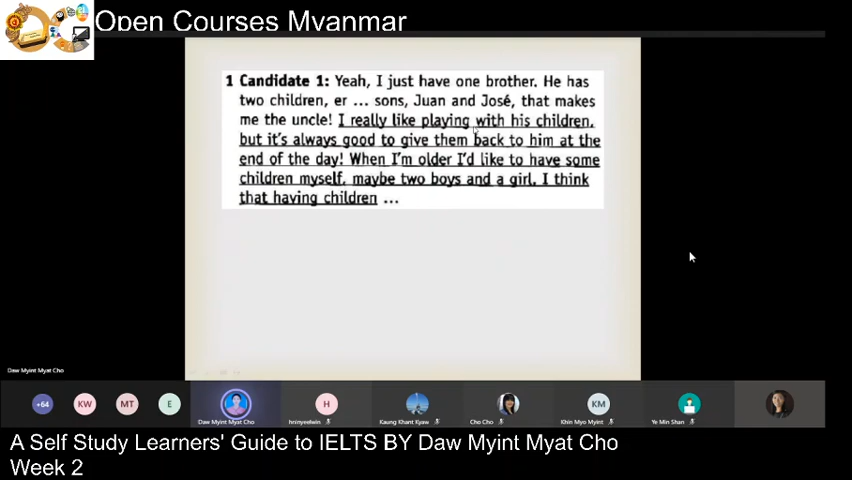 Open Courses Myanmar
1 Candidate 1: Yeah, I just have one brother. He has
two children, er ... sons, Juan and José, that makes
me the uncle! I really like playing with his children,
but it's always good to give them back to him at the
end of the day! When I'm older I'd like to have some
children myself, maybe two boys and a girl, I think
that having children ...
Daw Myint Myat Cho
+64
KW
MT
E
Daw Myint Myat Cho
H
hninyeelwin
Kaung Khant Kyaw
Cho Cho
KM
Khin Myo Myint
Ye Min Shan
A Self Study Learners' Guide to IELTS BY Daw Myint Myat Cho
Week 2